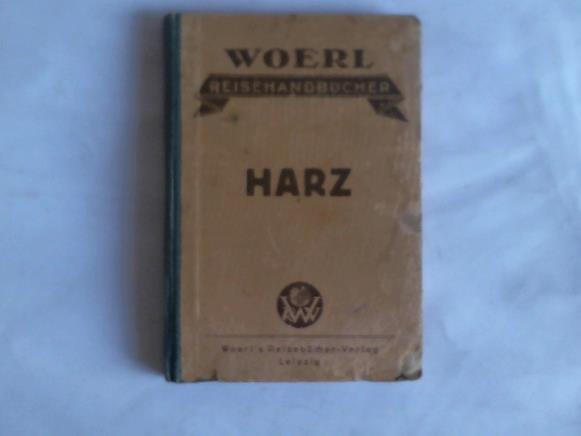 WOERL
REISEHANDBÜCHER
HARZ
Woerl's Reisebücher-Verlag
Leipzig